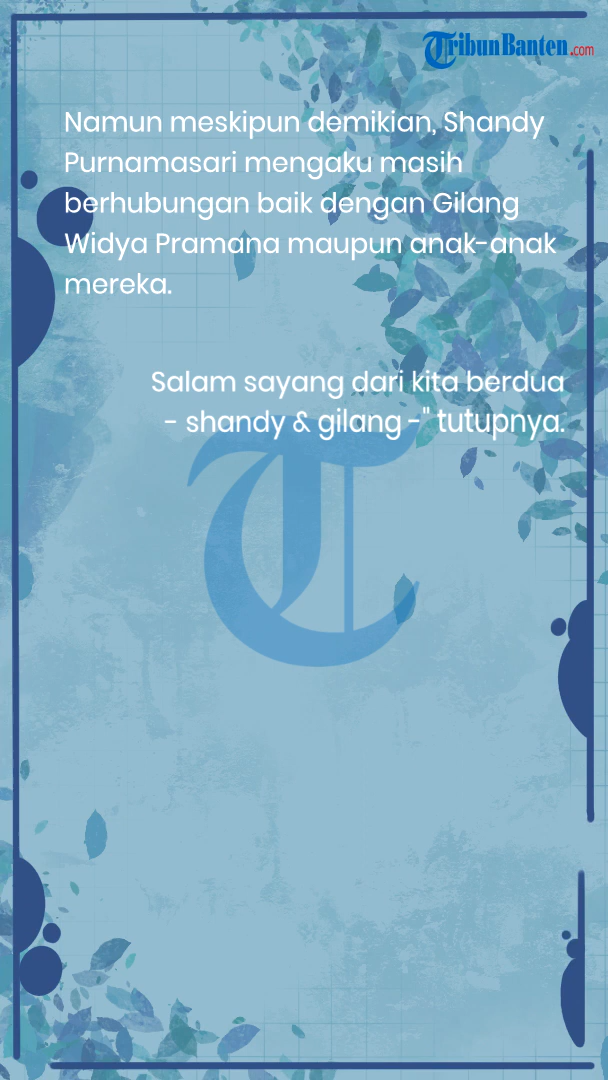 TribunBanten.com
Namun meskipun demikian, Shandy
Purnamasari mengaku masih
berhubungan baik dengan Gilang
Widya Pramana maupun anak-anak
mereka.
Salam sayang dari kita berdua
- shandy & gilang -" tutupnya.
T